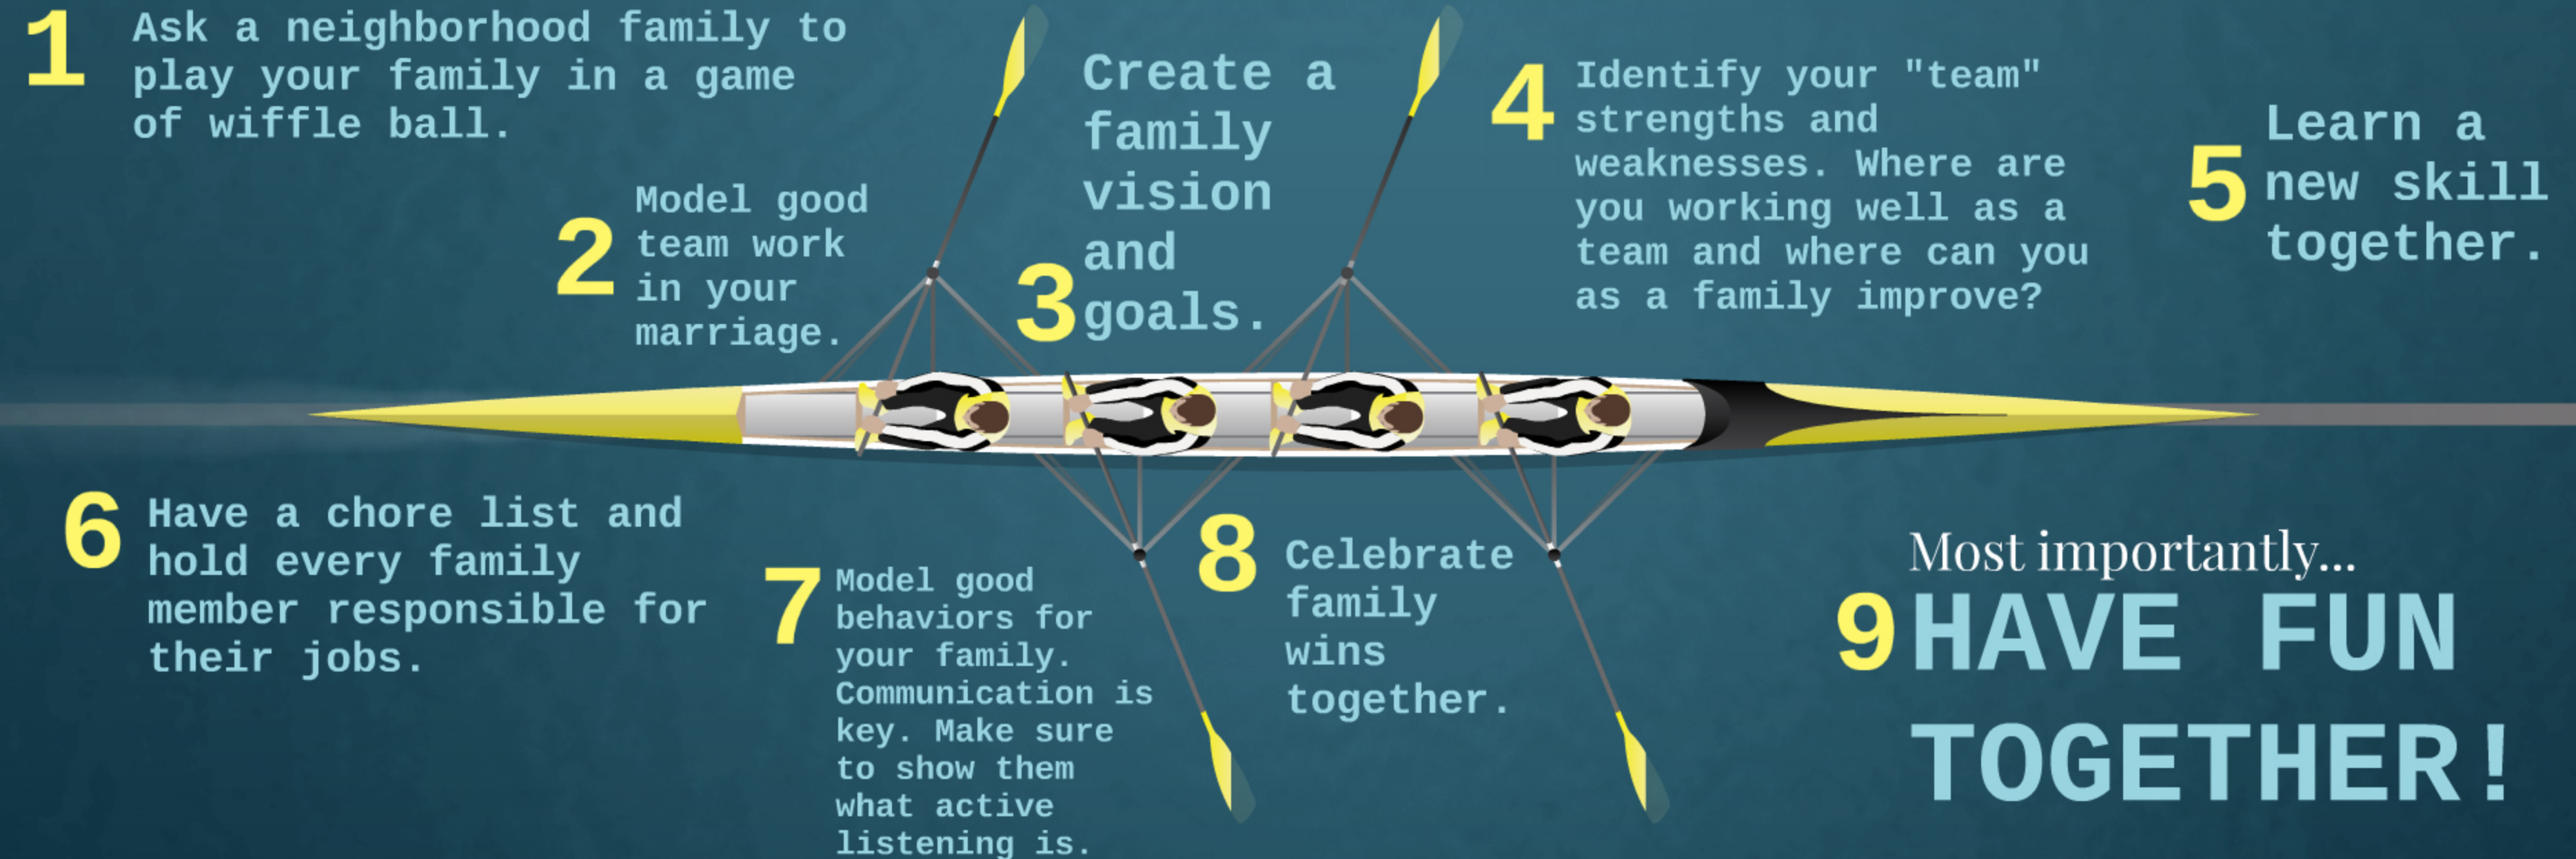 1
Ask a neighborhood family to
play your family in a game
of wiffle ball.
2
Model good
team work
in your
marriage.
3
Create a
family
vision
and
goals.
4
Identify your "team"
strengths and
weaknesses. Where are
you working well as a
team and where can you
as a family improve?
5
Learn a
new skill
together.
6
Have a chore list and
hold every family
member responsible for
their jobs.
7
Model good
behaviors for
your family.
Communication is
key. Make sure
to show them
what active
listening is.
8
Celebrate
family
wins
together.
Most importantly...
9
HAVE FUN
TOGETHER!